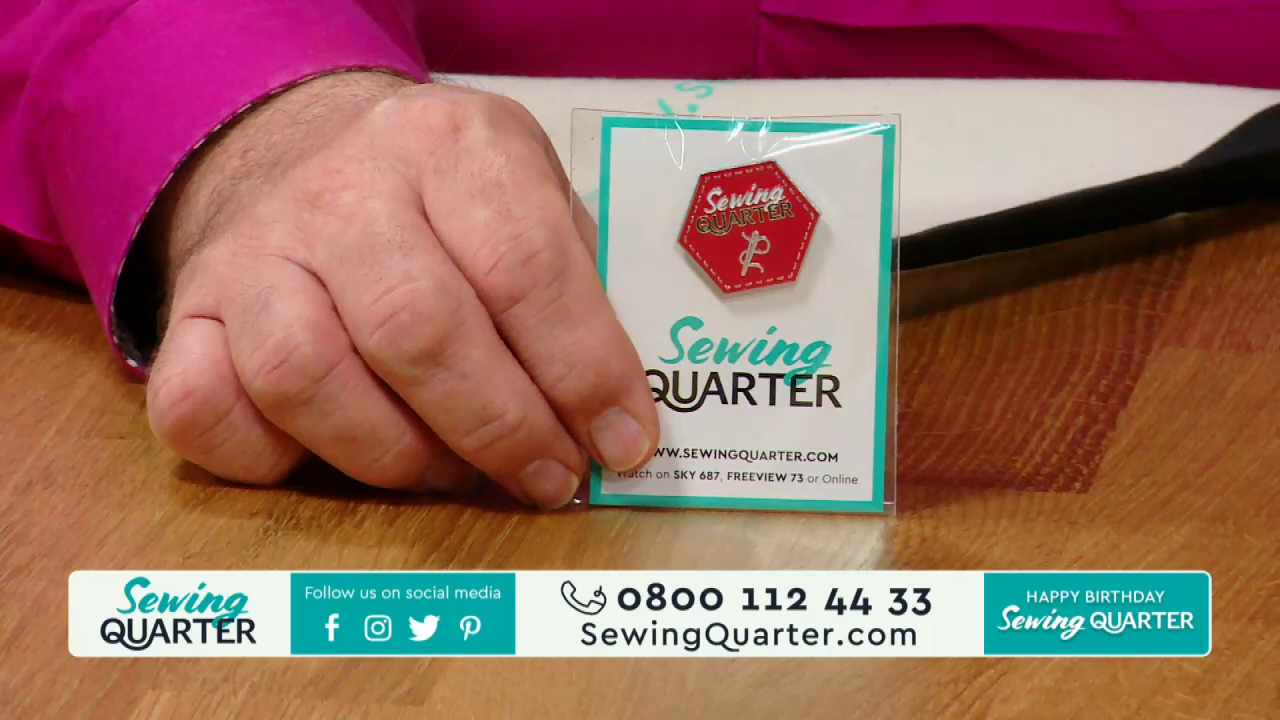 Sewing
QUARTER
Sewing
QUARTER
WW.SEWINGQUARTER.COM
Watch on SKY 687, FREEVIEW 73 or Online
Sewing
QUARTER
Follow us on social media
0800 112 44 33
SewingQuarter.com
HAPPY BIRTHDAY
Sewing QUARTER